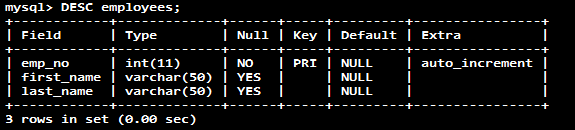 mysql> DESC employees;
+------------+-------------+------+-----+---------+----------------+
| Field      | Type        | Null | Key | Default | Extra          |
+------------+-------------+------+-----+---------+----------------+
| emp_no     | int(11)     | NO   | PRI | NULL    | auto_increment |
| first_name | varchar(50) | YES  |     | NULL    |                |
| last_name  | varchar(50) | YES  |     | NULL    |                |
+------------+-------------+------+-----+---------+----------------+
3 rows in set (0.00 sec)